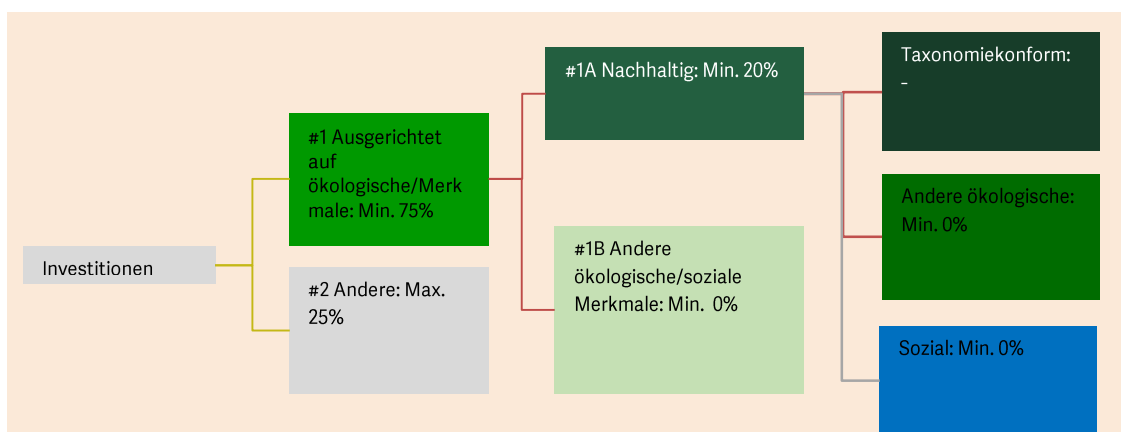 Investitionen
#1 Ausgerichtet
auf
ökologische/Merk
male: Min. 75%
#2 Andere: Max.
25%
#1A Nachhaltig: Min. 20%
#1B Andere
ökologische/soziale
Merkmale: Min.  0%
Taxonomiekonform:
-
Andere ökologische:
Min. 0%
Sozial: Min. 0%